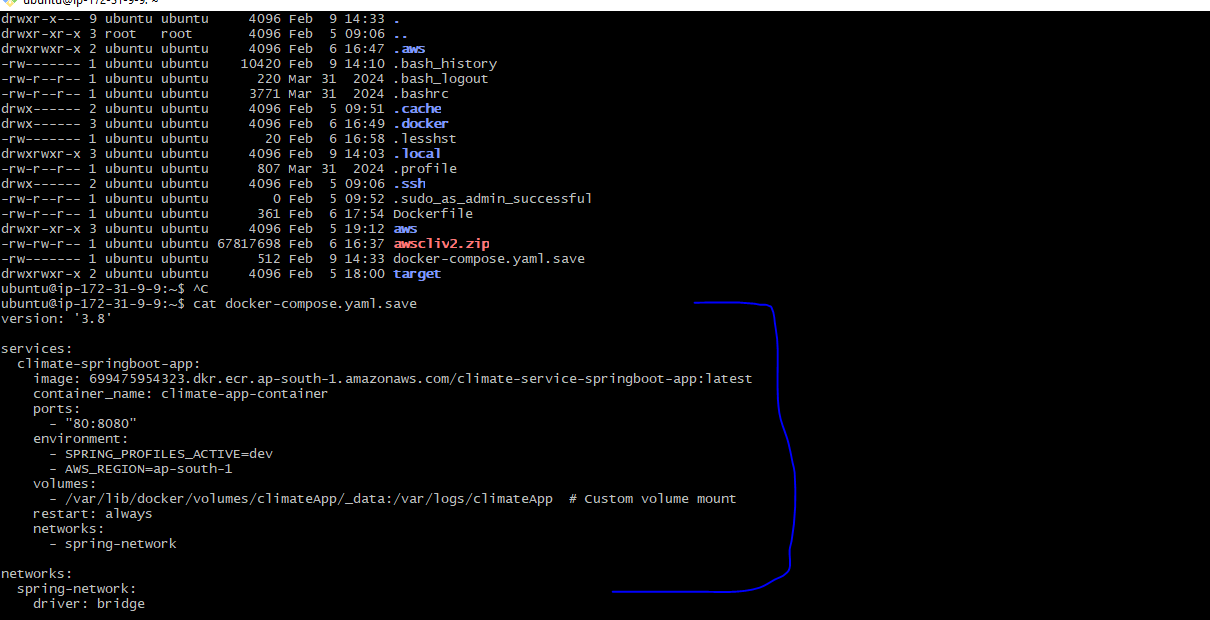 ubuntu@ip-172-31-9-9: ~
drwxr-x--- 9 ubuntu ubuntu     4096 Feb  9 14:33 .
drwxr-xr-x 3 root   root       4096 Feb  5 09:06 ..
drwxrwxr-x 2 ubuntu ubuntu     4096 Feb  6 16:47 .aws
-rw------- 1 ubuntu ubuntu    10420 Feb  9 14:10 .bash_history
-rw-r--r-- 1 ubuntu ubuntu      220 Mar 31  2024 .bash_logout
-rw-r--r-- 1 ubuntu ubuntu     3771 Mar 31  2024 .bashrc
drwx------ 2 ubuntu ubuntu     4096 Feb  5 09:51 .cache
drwx------ 3 ubuntu ubuntu     4096 Feb  6 16:49 .docker
-rw------- 1 ubuntu ubuntu       20 Feb  6 16:58 .lesshst
drwxrwxr-x 3 ubuntu ubuntu     4096 Feb  9 14:03 .local
-rw-r--r-- 1 ubuntu ubuntu      807 Mar 31  2024 .profile
drwx------ 2 ubuntu ubuntu     4096 Feb  5 09:06 .ssh
-rw-r--r-- 1 ubuntu ubuntu        0 Feb  5 09:52 .sudo_as_admin_successful
-rw-r--r-- 1 ubuntu ubuntu      361 Feb  6 17:54 Dockerfile
drwxr-xr-x 3 ubuntu ubuntu     4096 Feb  5 19:12 aws
-rw-rw-r-- 1 ubuntu ubuntu 67817698 Feb  6 16:37 awscliv2.zip
-rw------- 1 ubuntu ubuntu      512 Feb  9 14:33 docker-compose.yaml.save
drwxrwxr-x 2 ubuntu ubuntu     4096 Feb  5 18:00 target
ubuntu@ip-172-31-9-9:~$ ^C
ubuntu@ip-172-31-9-9:~$ cat docker-compose.yaml.save
version: '3.8'

services:
  climate-springboot-app:
    image: 699475954323.dkr.ecr.ap-south-1.amazonaws.com/climate-service-springboot-app:latest
    container_name: climate-app-container
    ports:
      - "80:8080"
    environment:
      - SPRING_PROFILES_ACTIVE=dev
      - AWS_REGION=ap-south-1
    volumes:
      - /var/lib/docker/volumes/climateApp/_data:/var/logs/climateApp  # Custom volume mount
    restart: always
    networks:
      - spring-network

networks:
  spring-network:
    driver: bridge